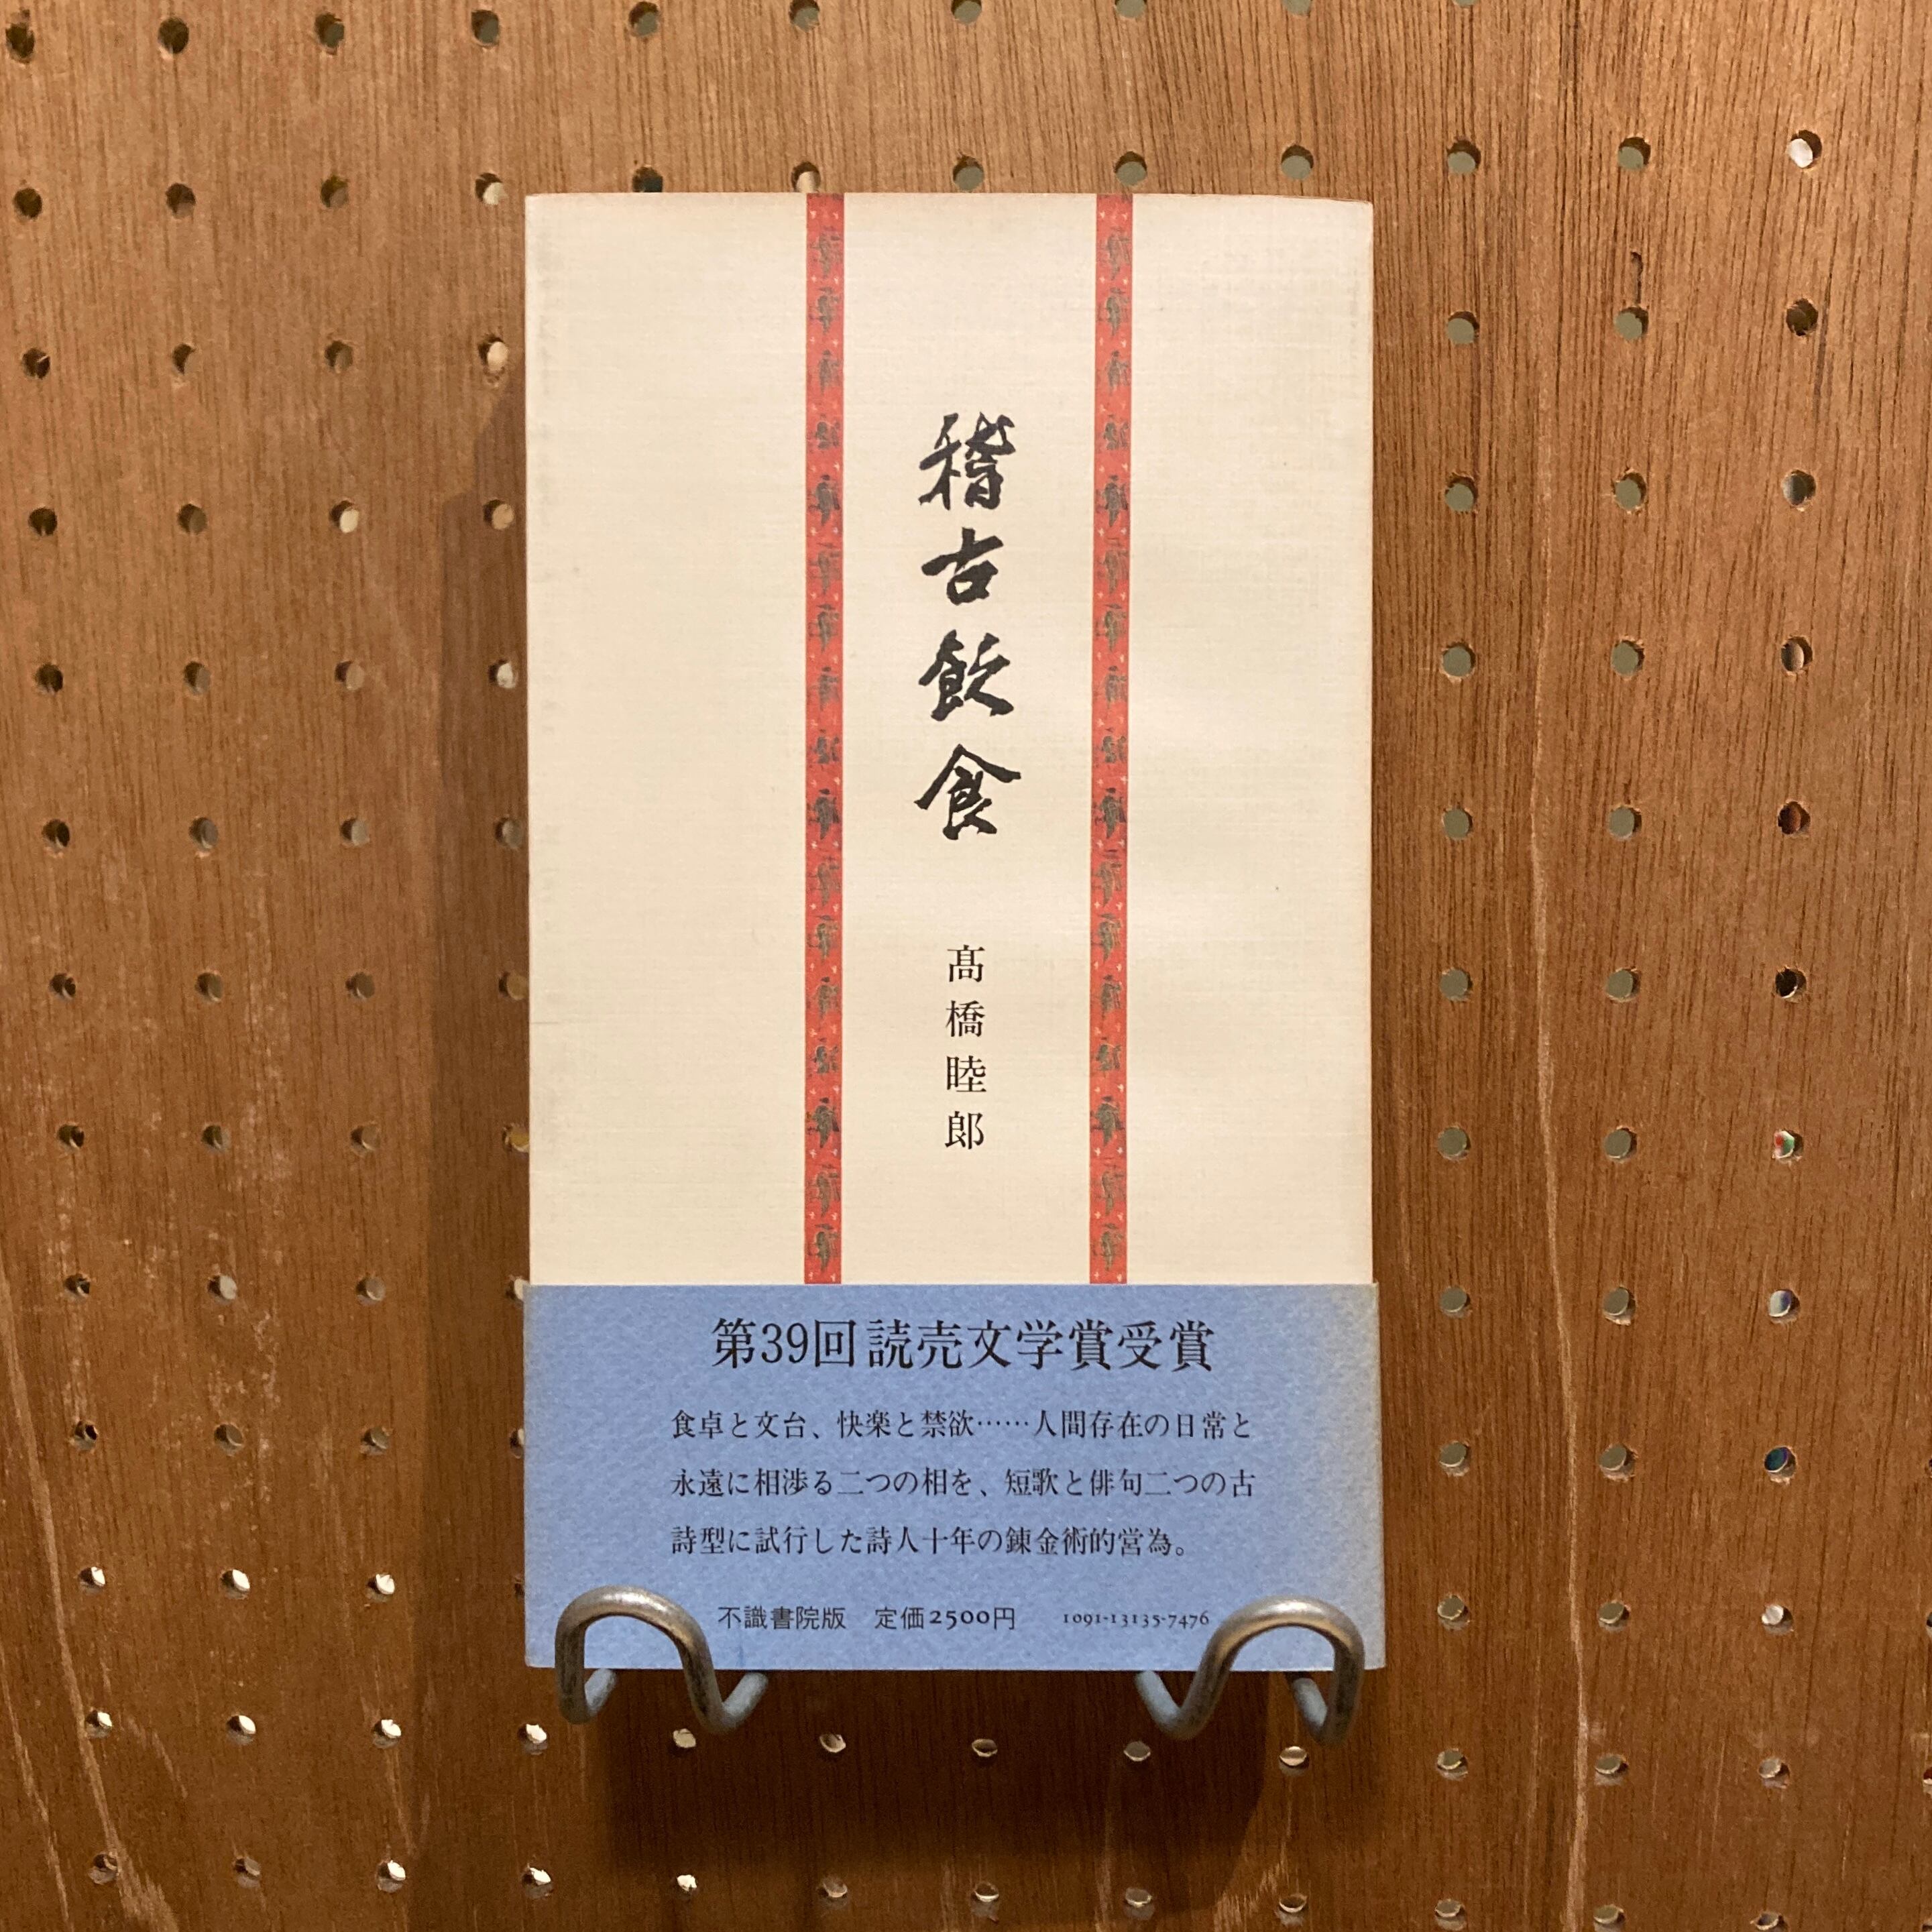 稽古飲食
髙橋睦郎
第39回読売文学賞受賞
食卓と文台、快楽と禁欲……人間存在の日常と
永遠に相渉る二つの相を、短歌と俳句二つの古
詩型に試行した詩人十年の錬金術的営為。
不識書院版　定価2500円　1091-13135-7476